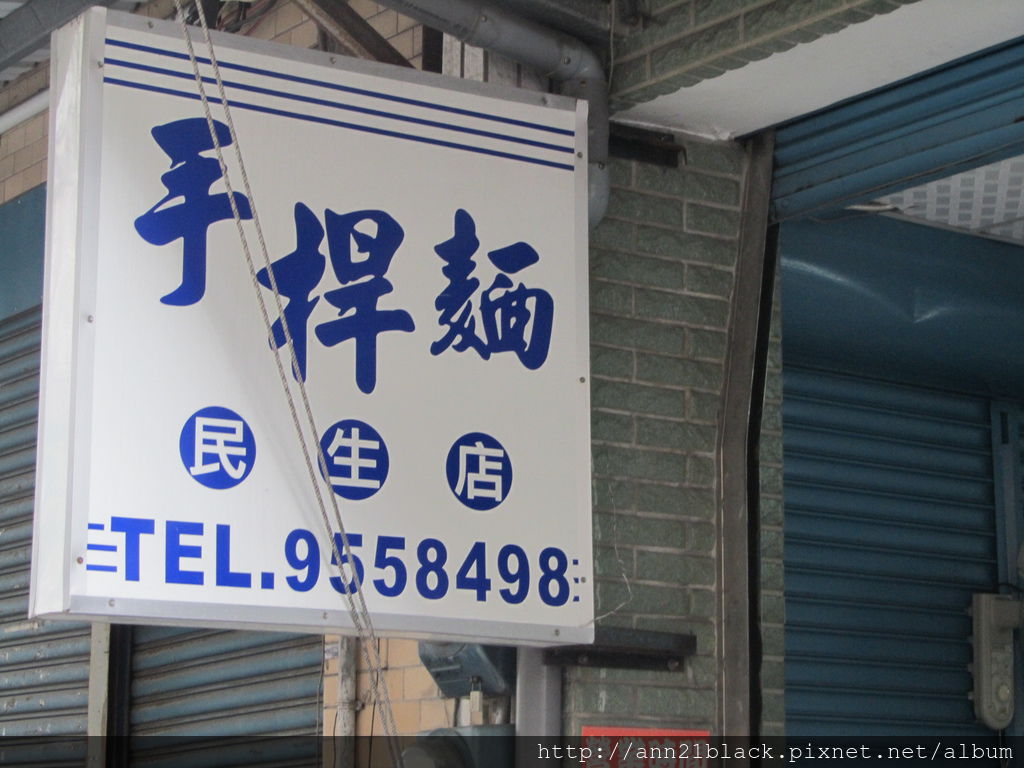 手捍麵
民生店
TEL.9558498
http://ann21black.pixnet.net/album